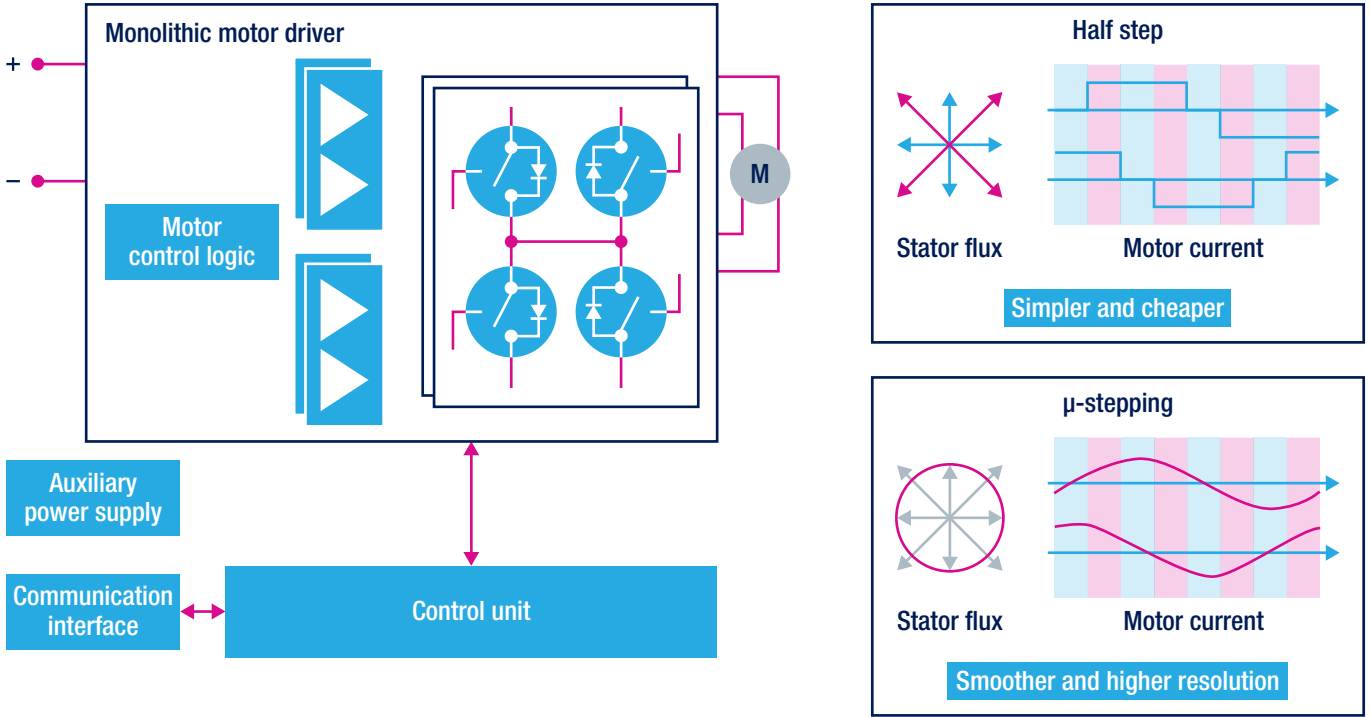 Monolithic motor driver
+
−
Motor
control logic
M
Auxiliary
power supply
Communication
interface
Control unit
Half step
Stator flux
Motor current
Simpler and cheaper
µ-stepping
Stator flux
Motor current
Smoother and higher resolution